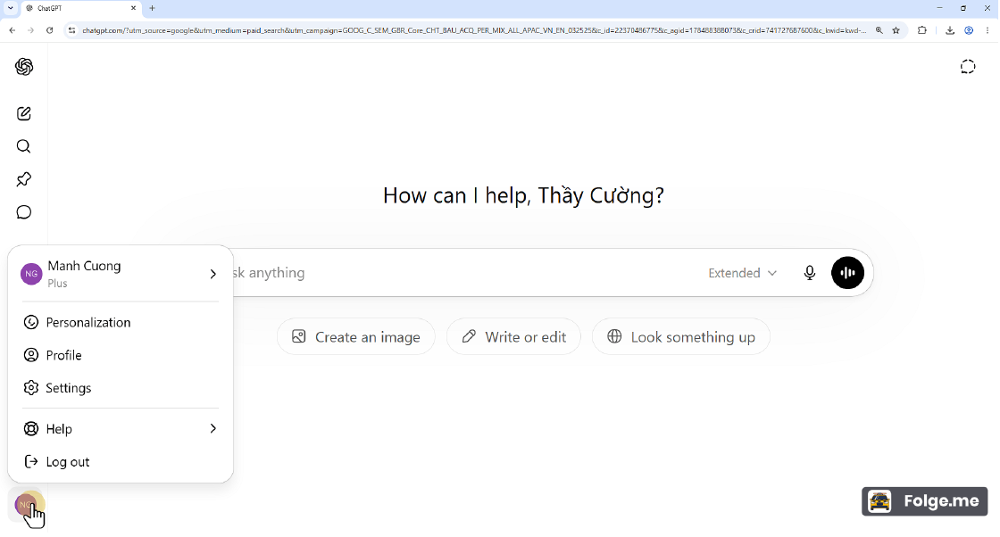 ChatGPT
chatgpt.com/?utm_source=google&utm_medium=paid_search&utm_campaign=GOOG_C_SEM_GBR_Core_CHT_BAU_ACQ_PER_MIX_ALL_APAC_VN_EN_032525&c_id=22370486775&c_agid=178488388073&c_crid=741727687600&c_kwid=kwd-...
How can I help, Thầy Cường?
NG Manh Cuong
Plus
sk anything
Extended
Create an image
Write or edit
Look something up
Personalization
Profile
Settings
Help
Log out
NG
Folge.me